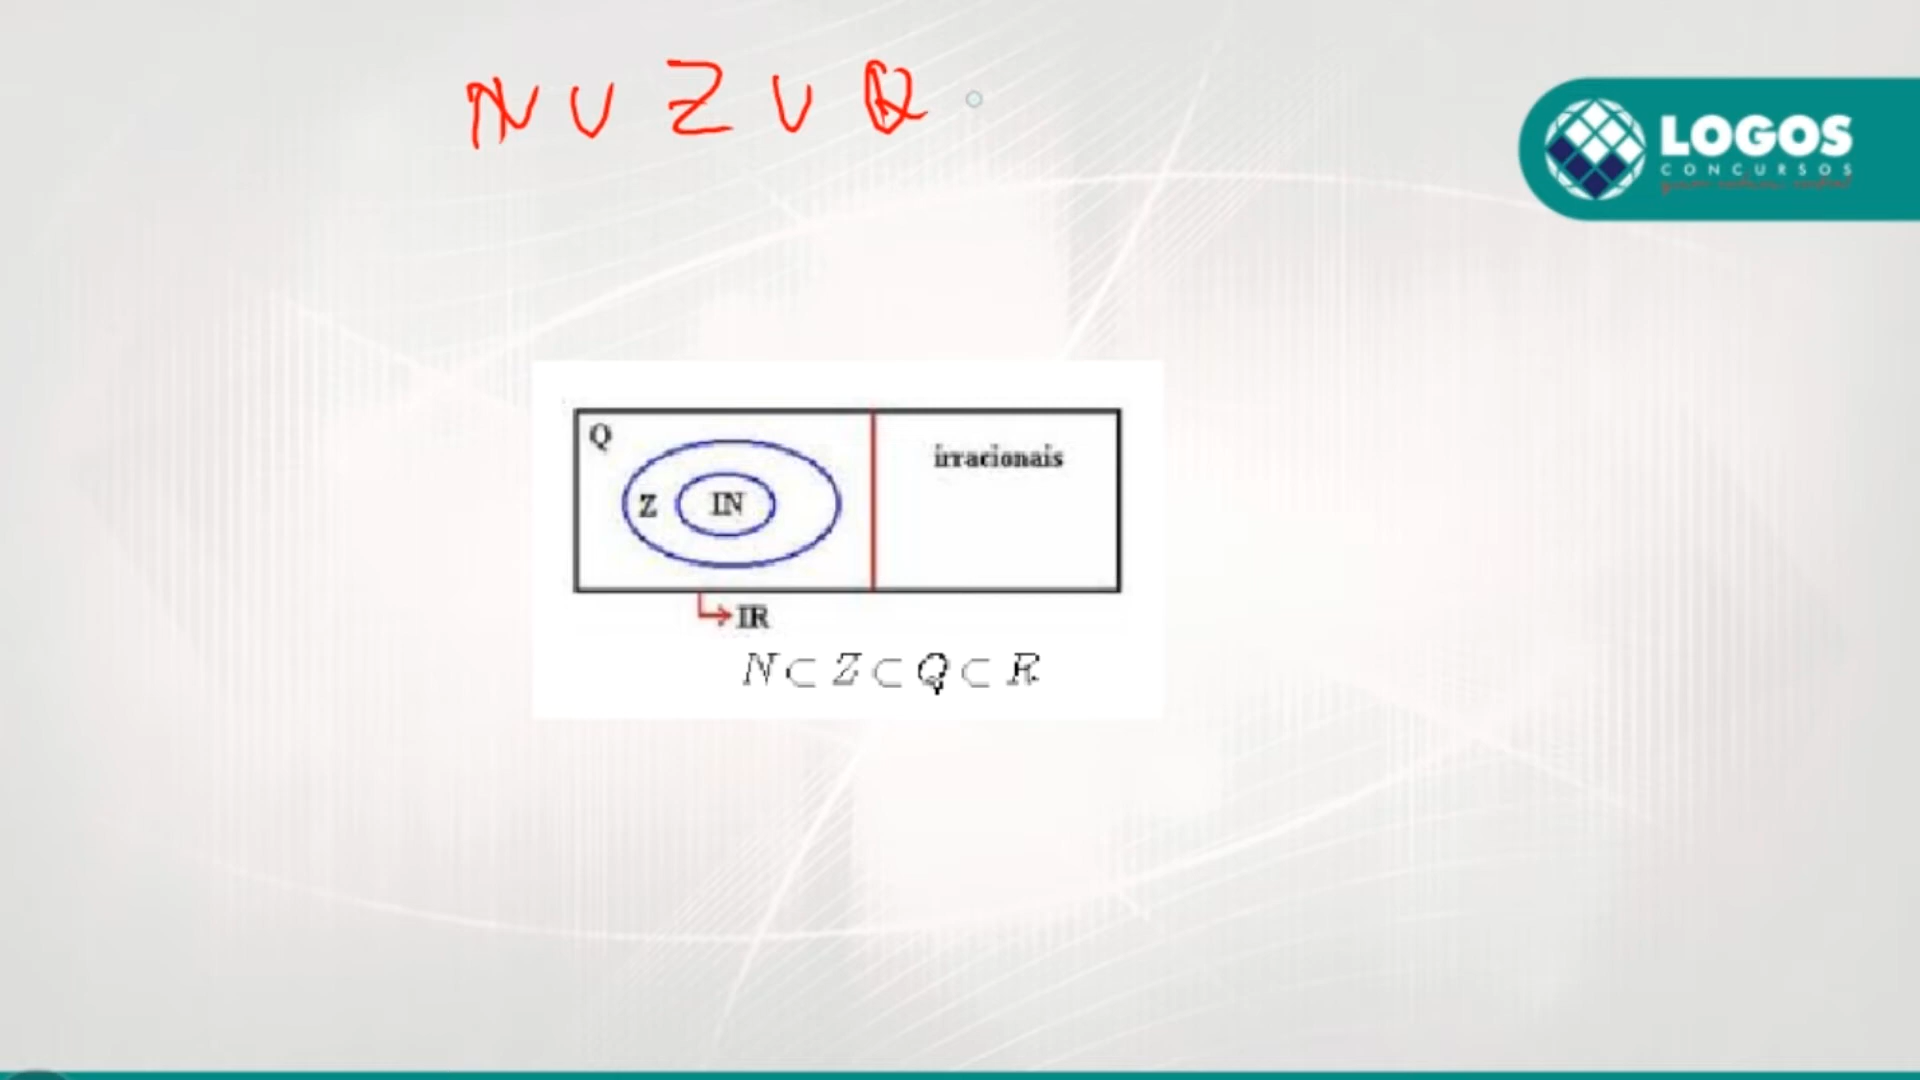 N ∪ Z ∪ Q
LOGOS
CONCURSOS
Q
irracionais
Z
IN
IR
N ⊂ Z ⊂ Q ⊂ R